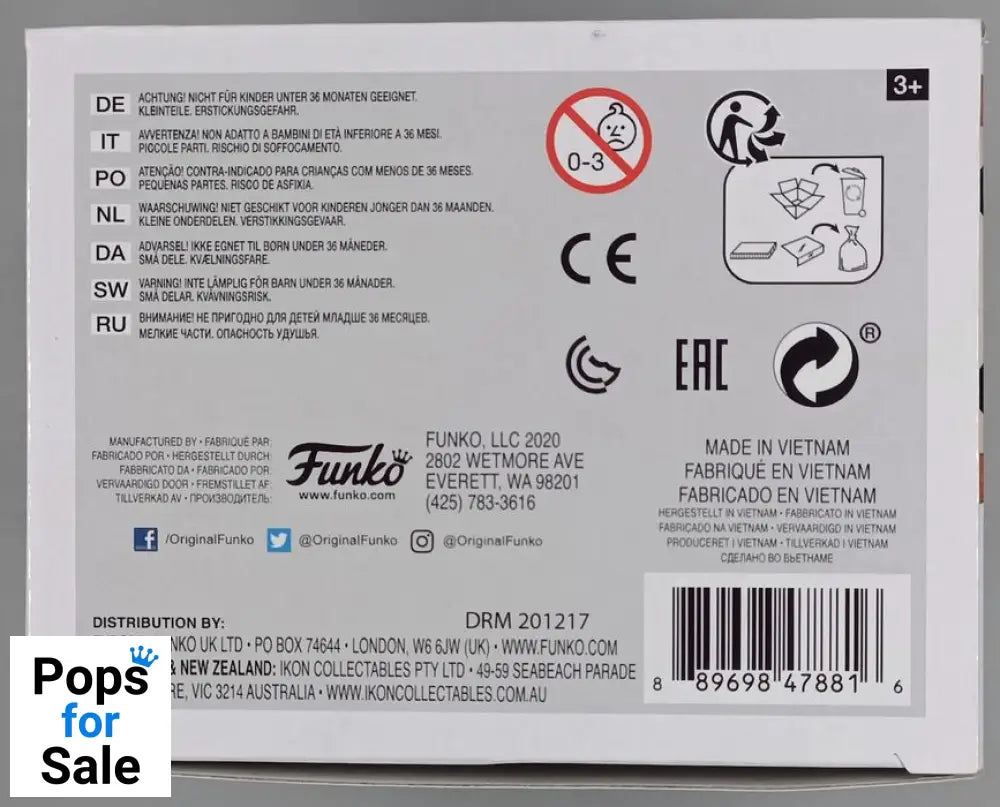 3+
DE ACHTUNG! NICHT FÜR KINDER UNTER 36 MONATEN GEEIGNET.
KLEINTEILE. ERSTICKUNGSGEFAHR.
IT AVVERTENZA! NON ADATTO A BAMBINI DI ETÀ INFERIORE A 36 MESI.
PICCOLE PARTI. RISCHIO DI SOFFOCAMENTO.
PO ATENÇÃO! CONTRA-INDICADO PARA CRIANÇAS COM MENOS DE 36 MESES.
PEQUENAS PARTES. RISCO DE ASFIXIA.
NL WAARSCHUWING! NIET GESCHIKT VOOR KINDEREN JONGER DAN 36 MAANDEN.
KLEINE ONDERDELEN. VERSTIKKINGSGEVAAR.
DA ADVARSEL! IKKE EGNET TIL BØRN UNDER 36 MÅNEDER.
SMÅ DELE. KVÆLNINGSFARE.
SW VARNING! INTE LÄMPLIG FÖR BARN UNDER 36 MÅNADER.
SMÅ DELAR. KVÄVNINGSRISK.
RU ВНИМАНИЕ! НЕ ПРИГОДНО ДЛЯ ДЕТЕЙ МЛАДШЕ 36 МЕСЯЦЕВ.
МЕЛКИЕ ЧАСТИ. ОПАСНОСТЬ УДУШЬЯ.
0-3
CE
EAC
®
MANUFACTURED BY • FABRIQUÉ PAR:
FABRICADO POR • HERGESTELLT DURCH:
FABBRICATO DA • FABRICADO POR:
VERVAARDIGD DOOR • FREMSTILLET AF:
TILLVERKAD AV • ПРОИЗВОДИТЕЛЬ:
Funko
www.funko.com
FUNKO, LLC 2020
2802 WETMORE AVE
EVERETT, WA 98201
(425) 783-3616
/OriginalFunko @OriginalFunko @OriginalFunko
MADE IN VIETNAM
FABRIQUÉ EN VIETNAM
FABRICADO EN VIETNAM
HERGESTELLT IN VIETNAM • FABBRICATO IN VIETNAM
FABRICADO NA VIETNAM • VERVAARDIGD IN VIETNAM
PRODUCERET I VIETNAM • TILLVERKAD I VIETNAM
СДЕЛАНО ВО ВЬЕТНАМЕ
DISTRIBUTION BY:
DRM 201217
NKO UK LTD • PO BOX 74644 • LONDON, W6 6JW (UK) • WWW.FUNKO.COM
& NEW ZEALAND: IKON COLLECTABLES PTY LTD • 49-59 SEABEACH PARADE
RE, VIC 3214 AUSTRALIA • WWW.IKONCOLLECTABLES.COM.AU
8 89698 47881 6
Pops
for
Sale